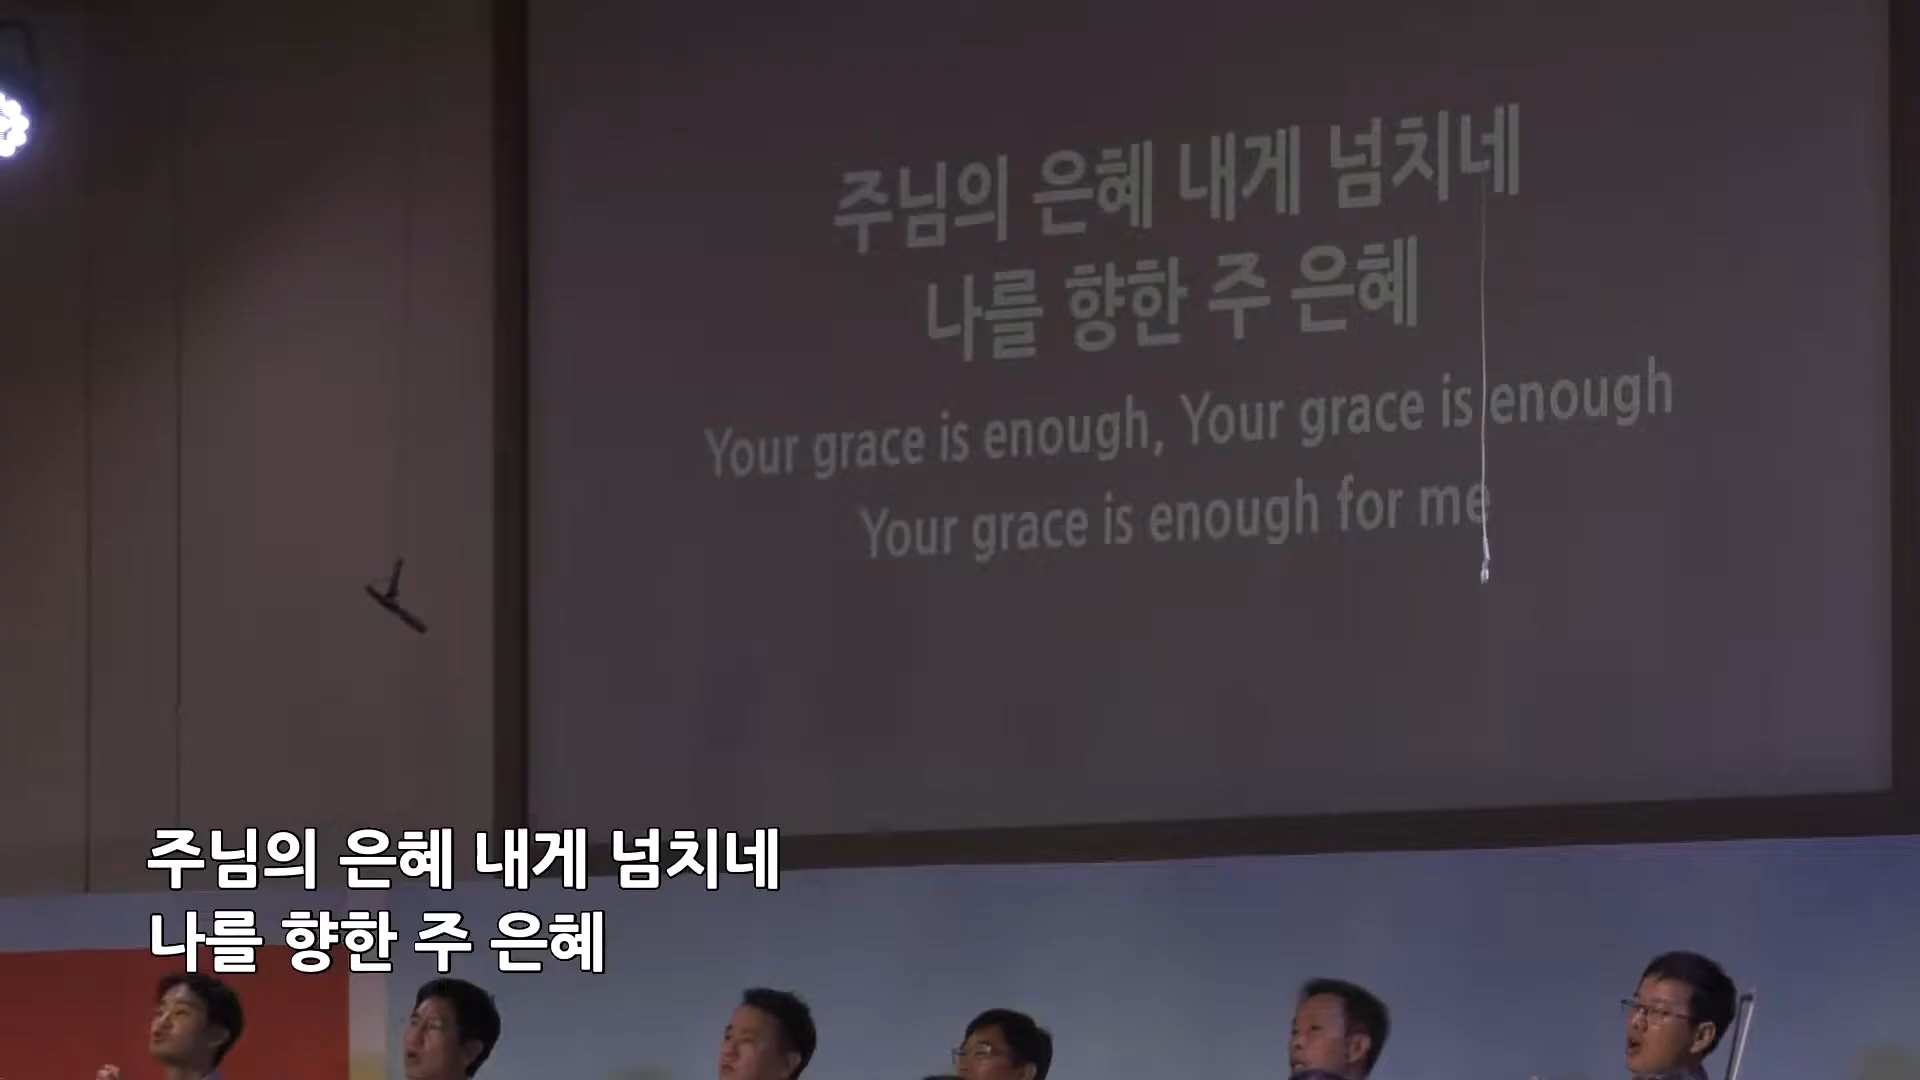 주님의 은혜 내게 넘치네
나를 향한 주 은혜
Your grace is enough, Your grace is enough
Your grace is enough for me
주님의 은혜 내게 넘치네
나를 향한 주 은혜